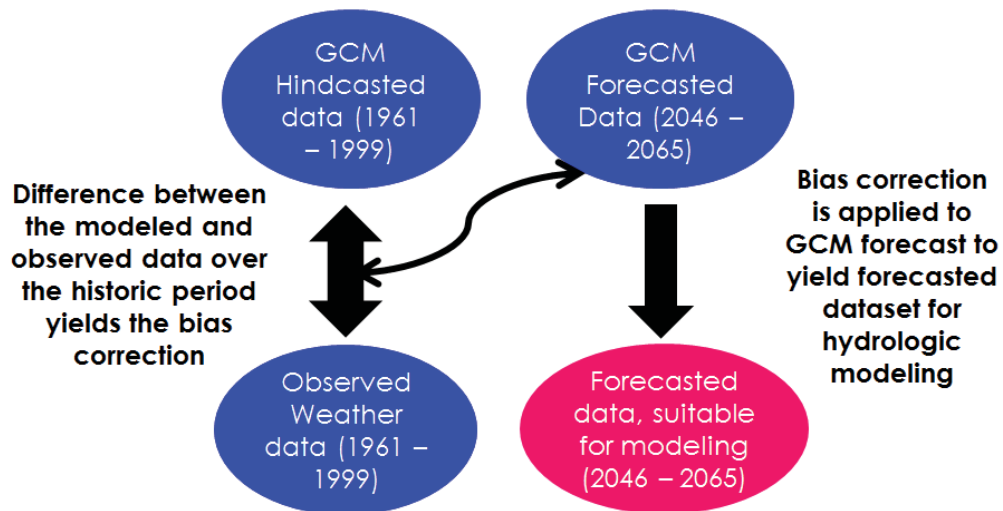 GCM
Hindcasted
data (1961
– 1999)
GCM
Forecasted
Data (2046 –
2065)
Difference between
the modeled and
observed data over
the historic period
yields the bias
correction
Bias correction
is applied to
GCM forecast to
yield forecasted
dataset for
hydrologic
modeling
Observed
Weather
data (1961 –
1999)
Forecasted
data, suitable
for modeling
(2046 – 2065)